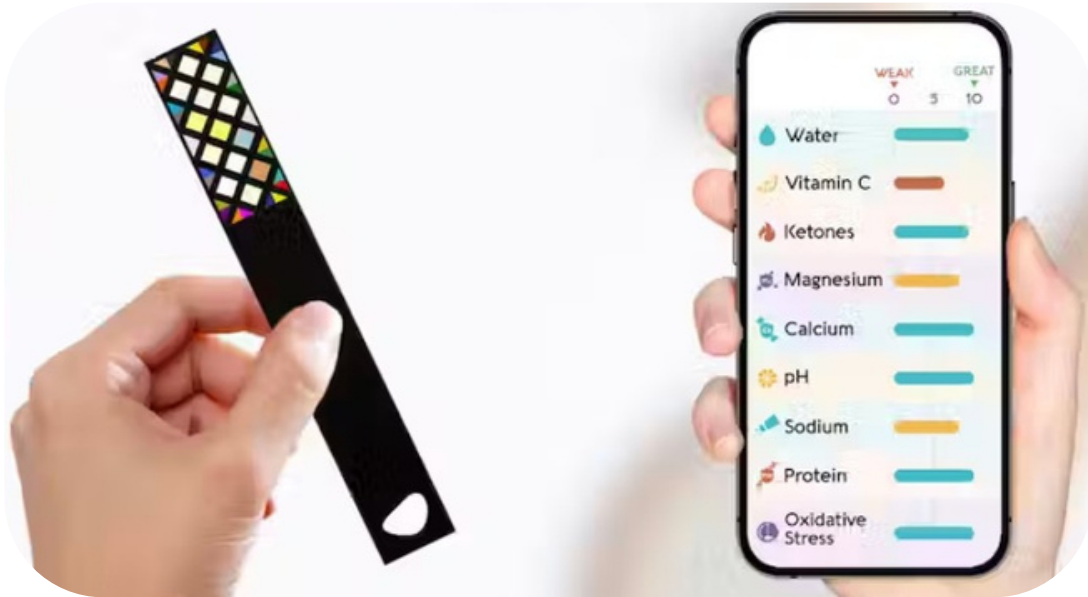 WEAK GREAT
0 5 10
Water
Vitamin C
Ketones
Magnesium
Calcium
pH
Sodium
Protein
Oxidative
Stress